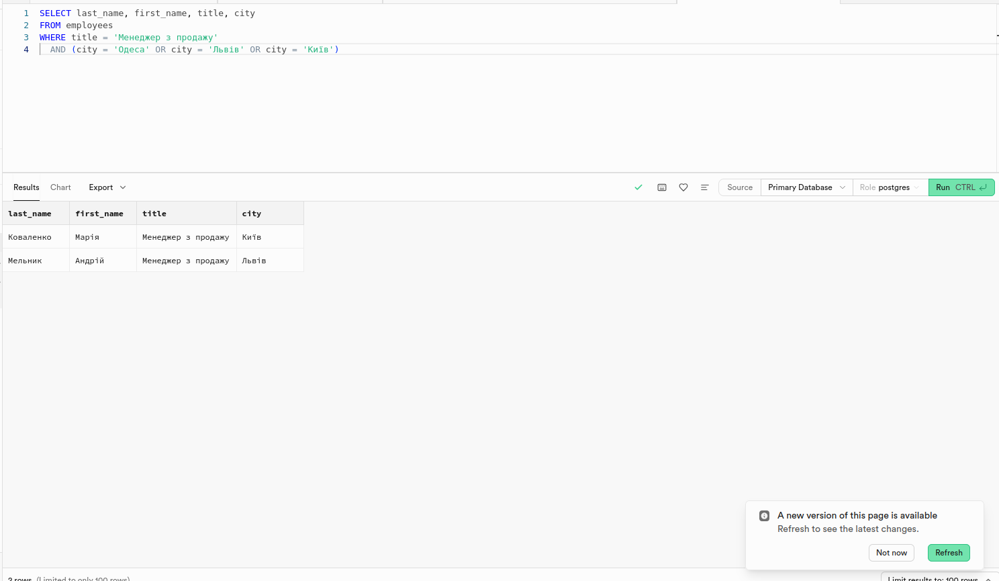 1 SELECT last_name, first_name, title, city
2 FROM employees
3 WHERE title = 'Менеджер з продажу'
4 AND (city = 'Одеса' OR city = 'Львів' OR city = 'Київ')
Results Chart Export Source Primary Database Role postgres Run CTRL
last_name first_name title city
Коваленко Марія Менеджер з продажу Київ
Мельник Андрій Менеджер з продажу Львів
A new version of this page is available
Refresh to see the latest changes.
Not now Refresh
2 rows (Limited to only 100 rows) Limit results to: 100 rows